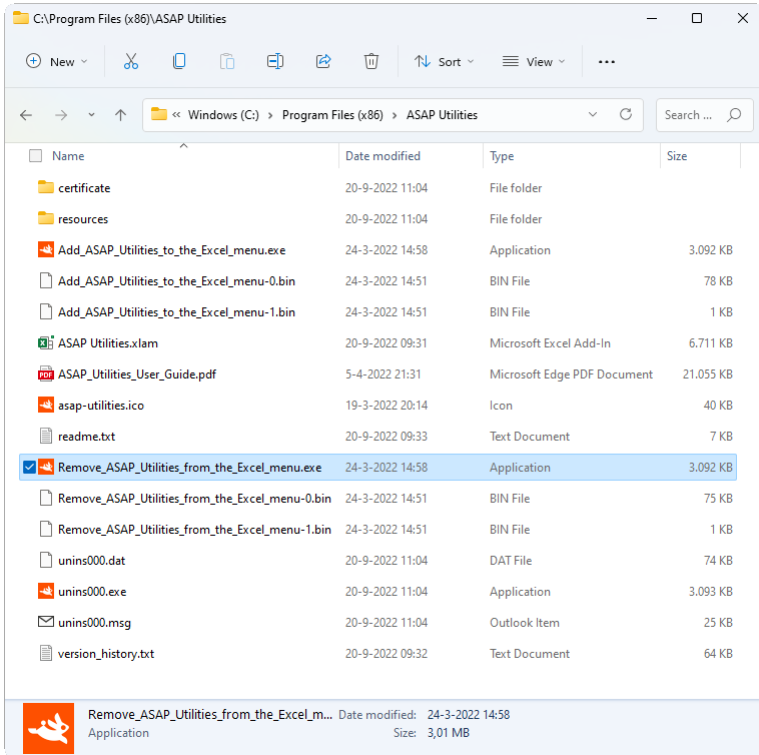 C:\Program Files (x86)\ASAP Utilities
New Sort View
« Windows (C:) > Program Files (x86) > ASAP Utilities Search ...
Name Date modified Type Size
certificate 20-9-2022 11:04 File folder
resources 20-9-2022 11:04 File folder
Add_ASAP_Utilities_to_the_Excel_menu.exe 24-3-2022 14:58 Application 3.092 KB
Add_ASAP_Utilities_to_the_Excel_menu-0.bin 24-3-2022 14:51 BIN File 78 KB
Add_ASAP_Utilities_to_the_Excel_menu-1.bin 24-3-2022 14:51 BIN File 1 KB
ASAP Utilities.xlam 20-9-2022 09:31 Microsoft Excel Add-In 6.711 KB
PDF ASAP_Utilities_User_Guide.pdf 5-4-2022 21:31 Microsoft Edge PDF Document 21.055 KB
asap-utilities.ico 19-3-2022 20:14 Icon 40 KB
readme.txt 20-9-2022 09:33 Text Document 7 KB
Remove_ASAP_Utilities_from_the_Excel_menu.exe 24-3-2022 14:58 Application 3.092 KB
Remove_ASAP_Utilities_from_the_Excel_menu-0.bin 24-3-2022 14:51 BIN File 75 KB
Remove_ASAP_Utilities_from_the_Excel_menu-1.bin 24-3-2022 14:51 BIN File 1 KB
unins000.dat 20-9-2022 11:04 DAT File 74 KB
unins000.exe 20-9-2022 11:04 Application 3.093 KB
unins000.msg 20-9-2022 11:04 Outlook Item 25 KB
version_history.txt 20-9-2022 09:32 Text Document 64 KB
Remove_ASAP_Utilities_from_the_Excel_m... Date modified: 24-3-2022 14:58
Application Size: 3,01 MB